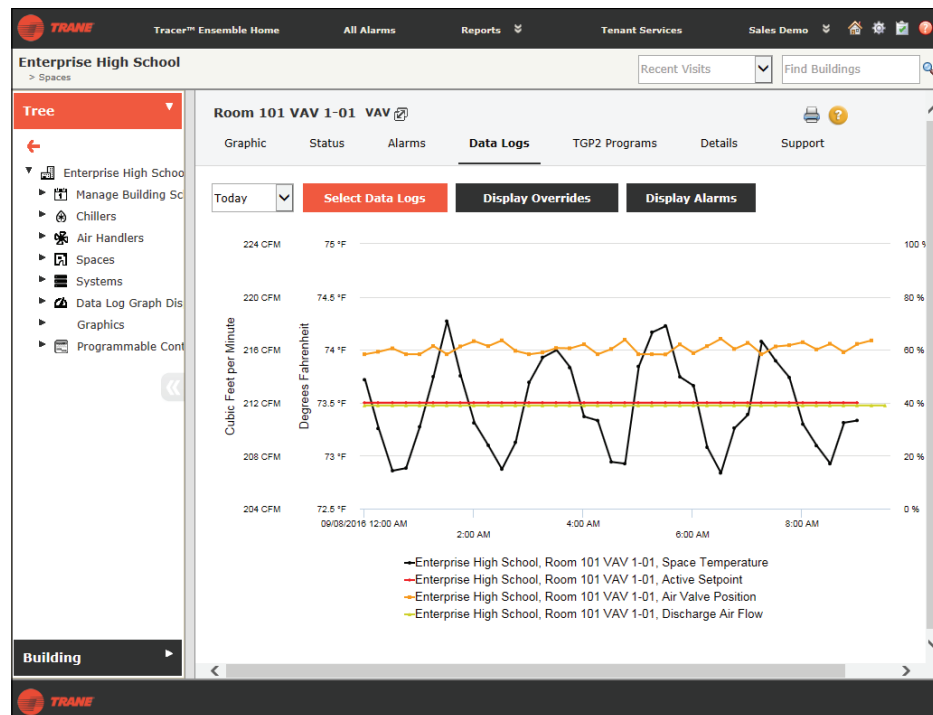 TRANE Tracer™ Ensemble Home All Alarms Reports Tenant Services Sales Demo
Enterprise High School
> Spaces
Recent Visits Find Buildings
Tree
Enterprise High Schoo
Manage Building Sc
Chillers
Air Handlers
Spaces
Systems
Data Log Graph Dis
Graphics
Programmable Cont
Building
Room 101 VAV 1-01 VAV
Graphic Status Alarms Data Logs TGP2 Programs Details Support
Today Select Data Logs Display Overrides Display Alarms
224 CFM 75 °F 100 %
220 CFM 74.5 °F 80 %
216 CFM 74 °F 60 %
212 CFM 73.5 °F 40 %
208 CFM 73 °F 20 %
204 CFM 72.5 °F 0 %
Cubic Feet per Minute
Degrees Fahrenheit
09/08/2016 12:00 AM 2:00 AM 4:00 AM 6:00 AM 8:00 AM
Enterprise High School, Room 101 VAV 1-01, Space Temperature
Enterprise High School, Room 101 VAV 1-01, Active Setpoint
Enterprise High School, Room 101 VAV 1-01, Air Valve Position
Enterprise High School, Room 101 VAV 1-01, Discharge Air Flow
TRANE